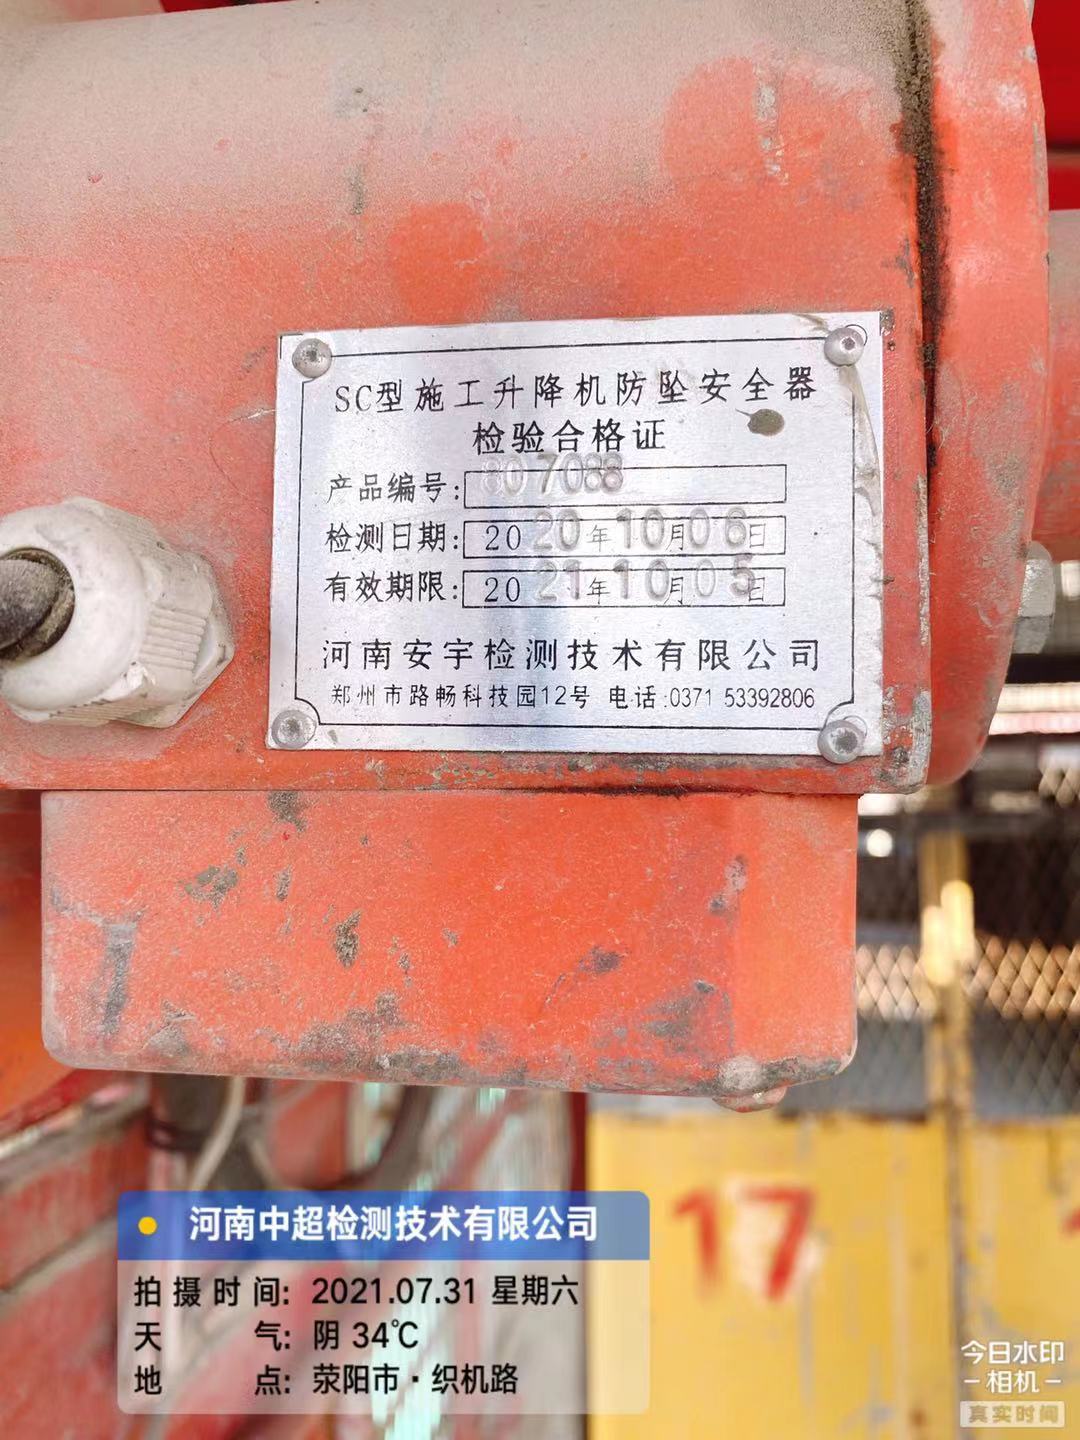 SC型施工升降机防坠安全器
检验合格证
产品编号: 807088
检测日期: 2020年10月06日
有效期限: 2021年10月05日
河南安宇检测技术有限公司
郑州市路畅科技园12号 电话:0371 53392806
17
河南中超检测技术有限公司
拍摄时间: 2021.07.31 星期六
天气: 阴 34℃
地点: 荥阳市·织机路
今日水印
-相机-
真实时间